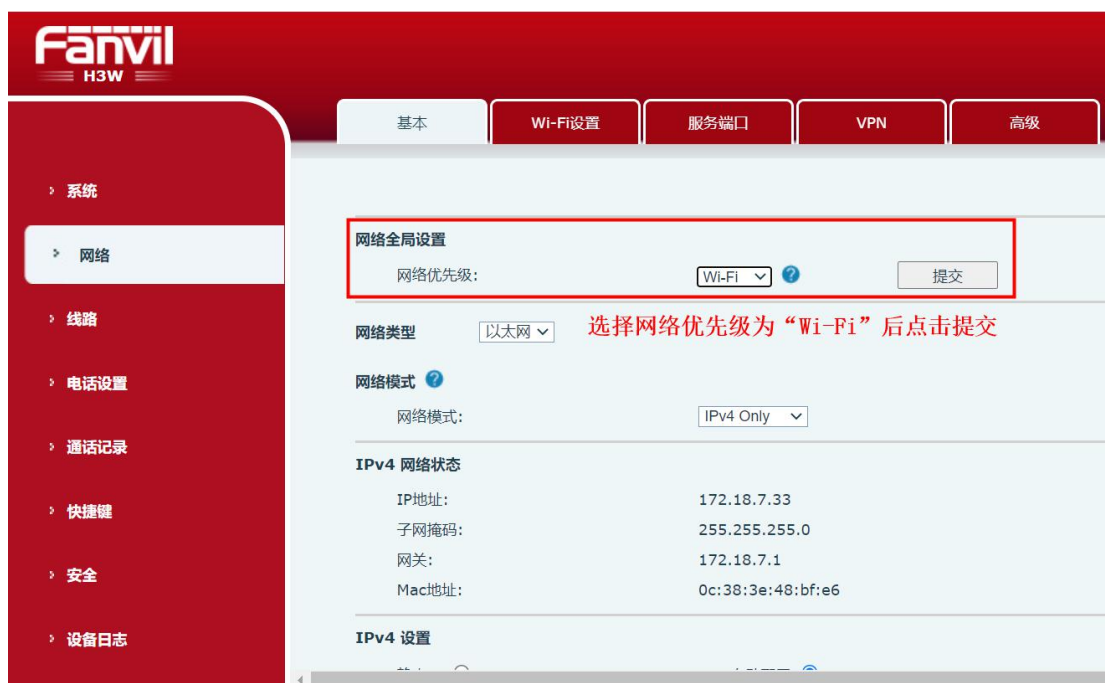 Fanvil
H3W
基本 Wi-Fi设置 服务端口 VPN 高级
系统
网络
线路
电话设置
通话记录
快捷键
安全
设备日志
网络全局设置
网络优先级: Wi-Fi 提交
网络类型 以太网 选择网络优先级为“Wi-Fi”后点击提交
网络模式
网络模式: IPv4 Only
IPv4 网络状态
IP地址: 172.18.7.33
子网掩码: 255.255.255.0
网关: 172.18.7.1
Mac地址: 0c:38:3e:48:bf:e6
IPv4 设置